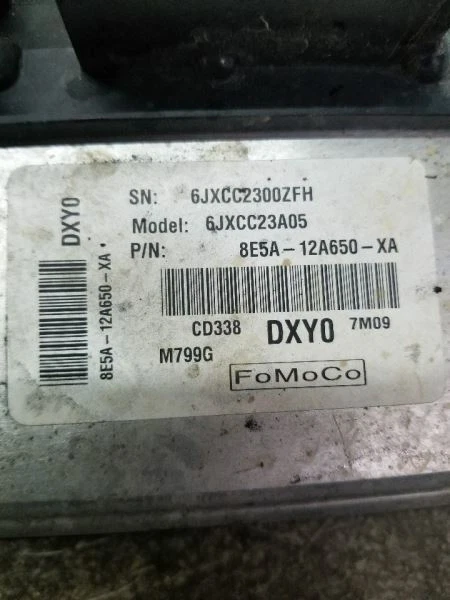 SN: 6JXCC2300ZFH
Model: 6JXCC23A05
P/N: 8E5A-12A650-XA
CD338 DXY0 7M09
M799G
FoMoCo
DXY0
8E5A-12A650-XA